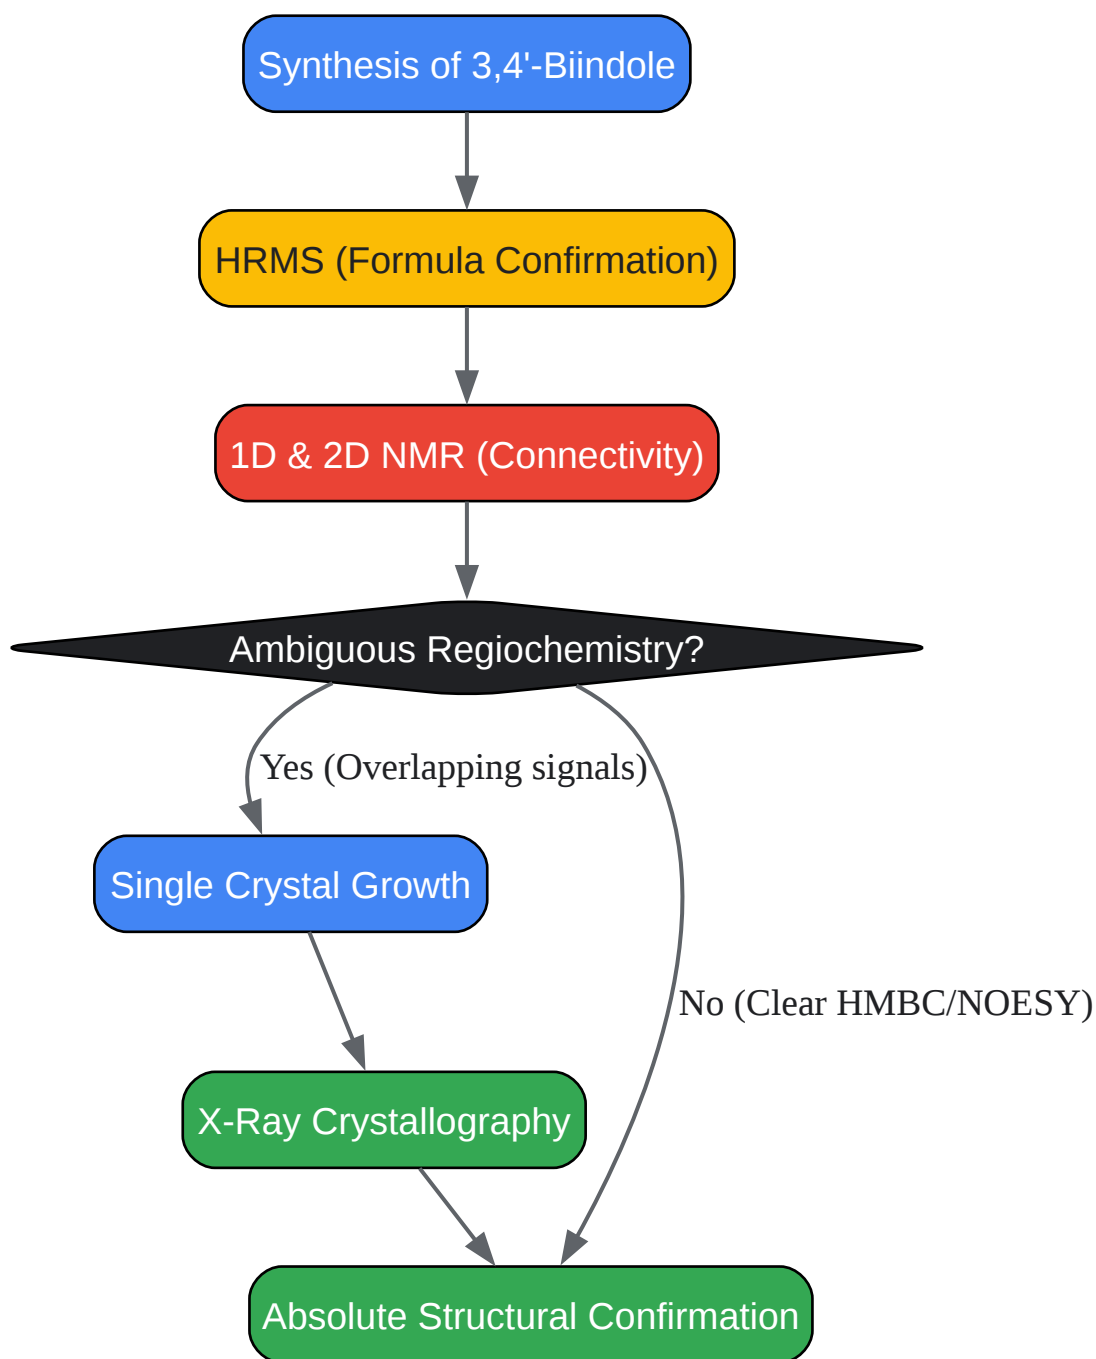 Synthesis of 3,4'-Biindole
HRMS (Formula Confirmation)
1D & 2D NMR (Connectivity)
Ambiguous Regiochemistry?
Yes (Overlapping signals)
Single Crystal Growth
No (Clear HMBC/NOESY)
X-Ray Crystallography
Absolute Structural Confirmation